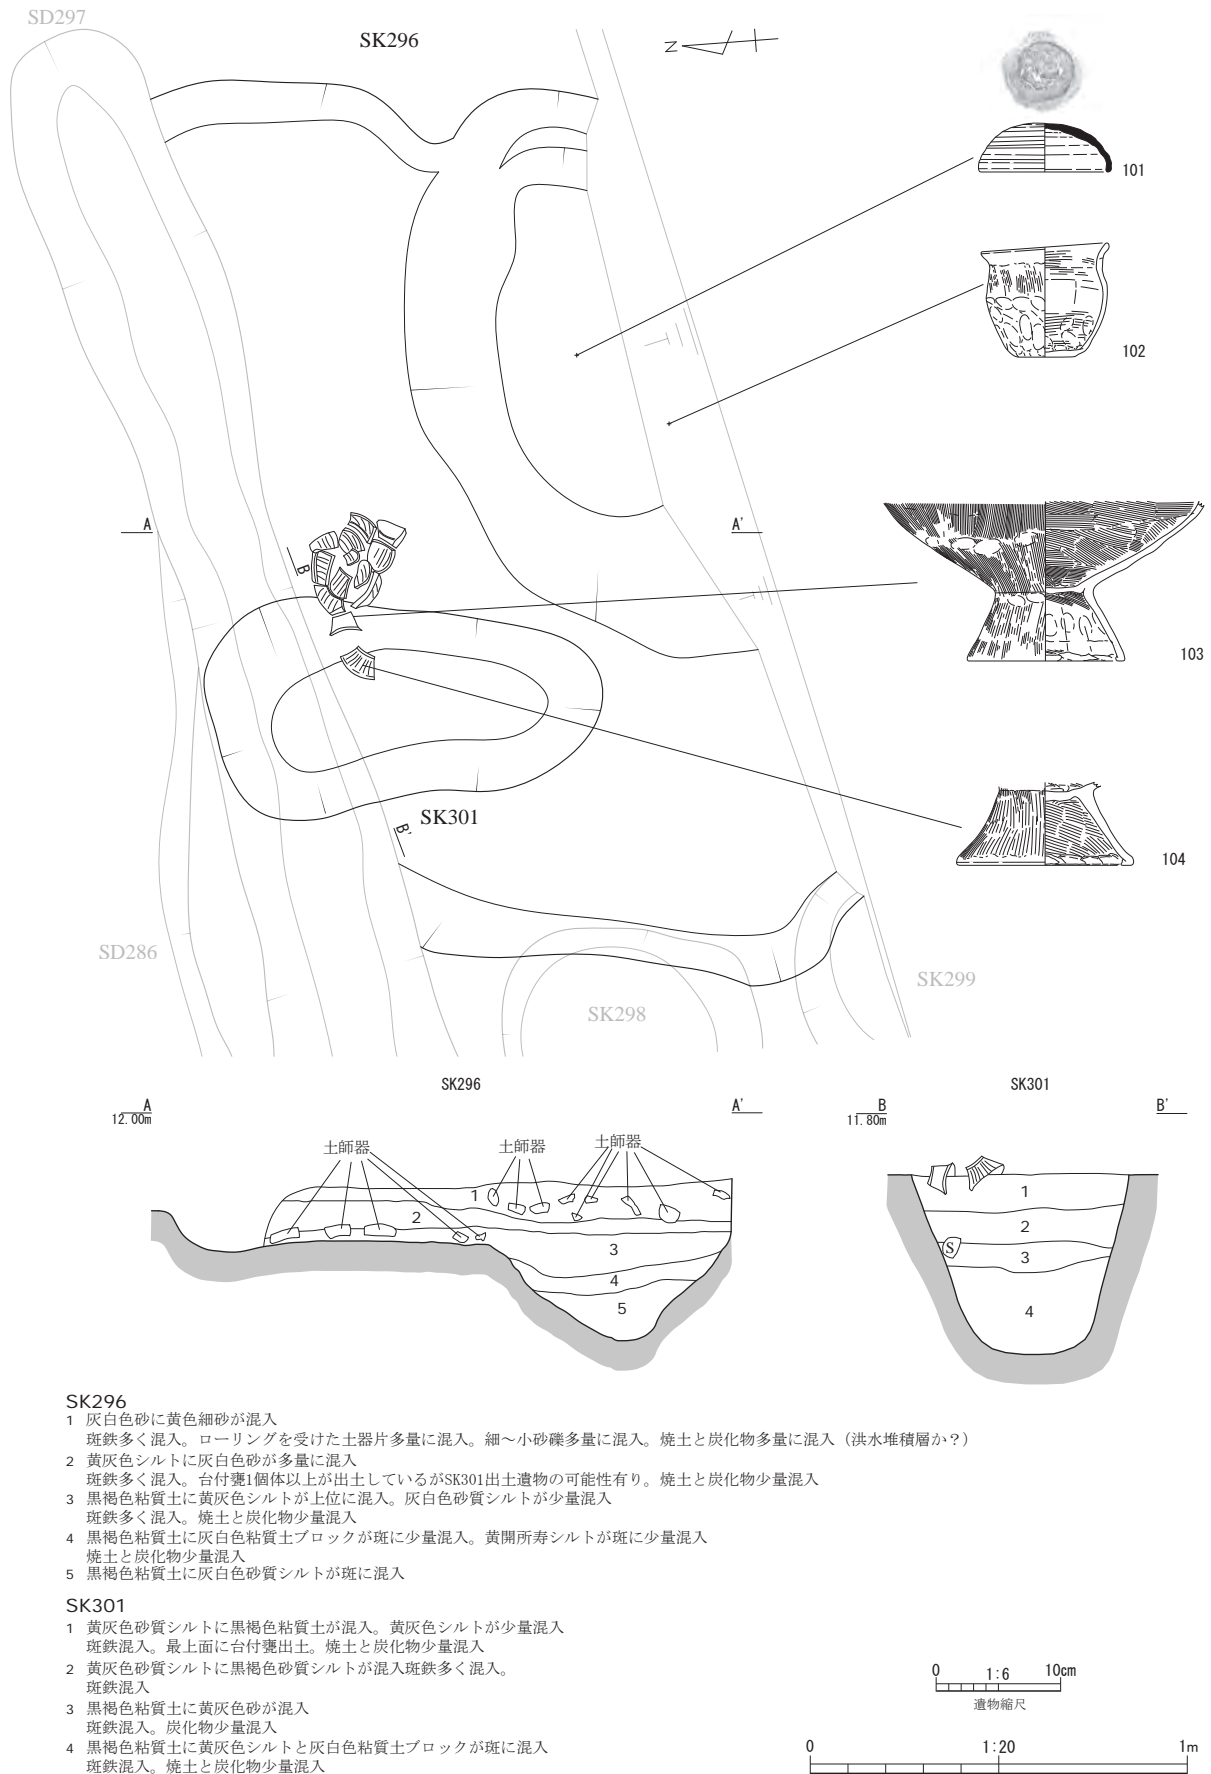 SD297
SK296
N
101
102
A
A'
B
103
SK301
B'
104
SD286
SK299
SK298
SK296
SK301
A
12.00m
A'
B
11.80m
B'
土師器
土師器
土師器
1
2
3
4
5
1
2
S
3
4
SK296
1 灰白色砂に黄色細砂が混入
斑鉄多く混入。ローリングを受けた土器片多量に混入。細～小砂礫多量に混入。焼土と炭化物多量に混入（洪水堆積層か？）
2 黄灰色シルトに灰白色砂が多量に混入
斑鉄多く混入。台付甕1個体以上が出土しているがSK301出土遺物の可能性有り。焼土と炭化物少量混入
3 黒褐色粘質土に黄灰色シルトが上位に混入。灰白色砂質シルトが少量混入
斑鉄多く混入。焼土と炭化物少量混入
4 黒褐色粘質土に灰白色粘質土ブロックが斑に少量混入。黄開所寿シルトが斑に少量混入
焼土と炭化物少量混入
5 黒褐色粘質土に灰白色砂質シルトが斑に混入
SK301
1 黄灰色砂質シルトに黒褐色粘質土が混入。黄灰色シルトが少量混入
斑鉄混入。最上面に台付甕出土。焼土と炭化物少量混入
2 黄灰色砂質シルトに黒褐色砂質シルトが混入斑鉄多く混入。
斑鉄混入
3 黒褐色粘質土に黄灰色砂が混入
斑鉄混入。炭化物少量混入
4 黒褐色粘質土に黄灰色シルトと灰白色粘質土ブロックが斑に混入
斑鉄混入。焼土と炭化物少量混入
0 1:6 10cm
遺物縮尺
0 1:20 1m